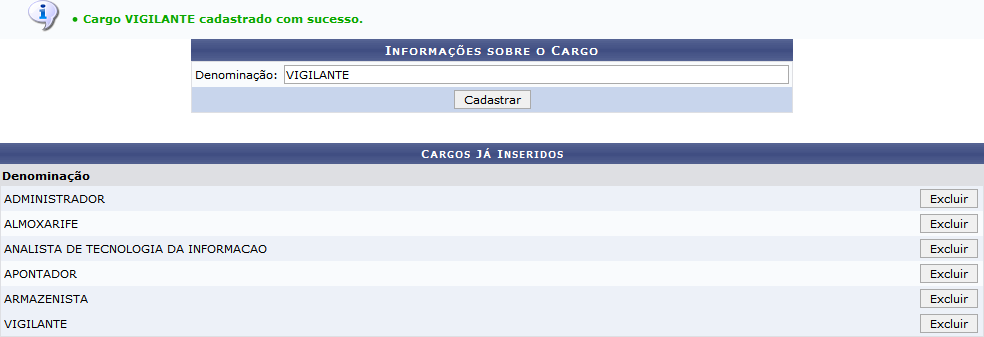 • Cargo VIGILANTE cadastrado com sucesso.
INFORMAÇÕES SOBRE O CARGO
Denominação: VIGILANTE
Cadastrar
CARGOS JÁ INSERIDOS
Denominação
ADMINISTRADOR Excluir
ALMOXARIFE Excluir
ANALISTA DE TECNOLOGIA DA INFORMACAO Excluir
APONTADOR Excluir
ARMAZENISTA Excluir
VIGILANTE Excluir